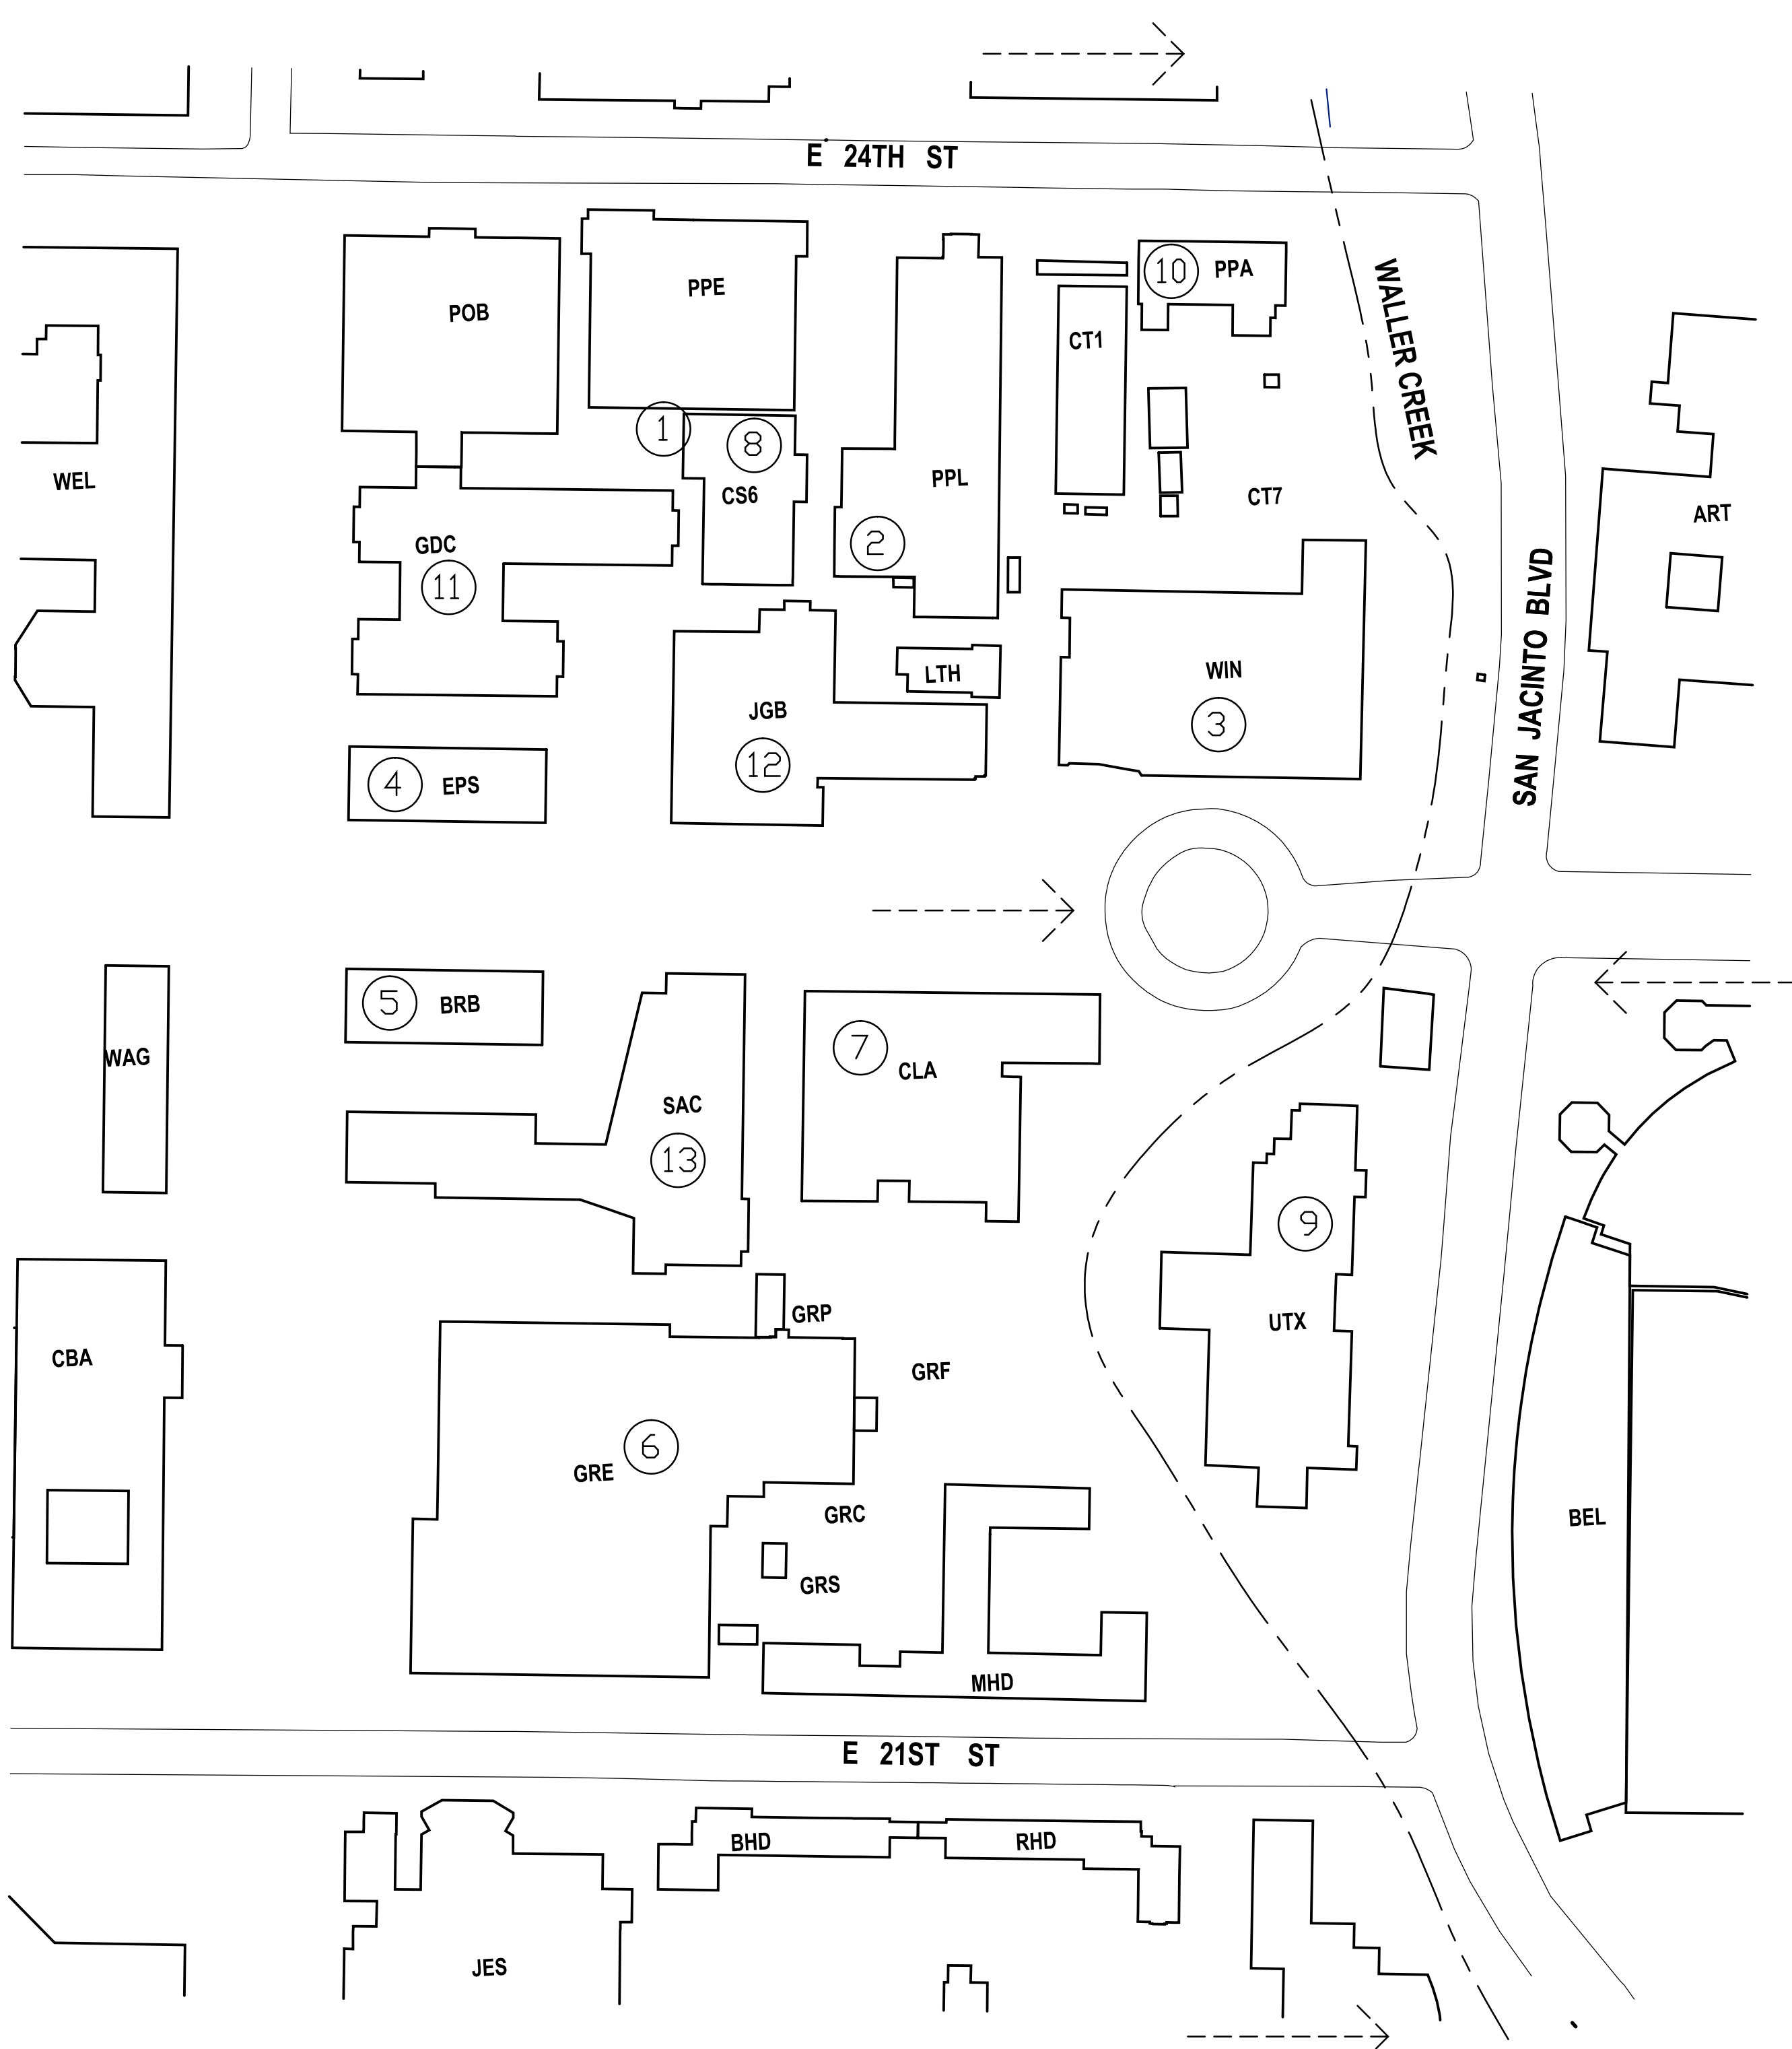 E 24TH ST
10 PPA
PPE
POB
WALLER CREEK
CT1
1
8
PPL
WEL
CS6
CT7
ART
GDC
2
11
SAN JACINTO BLVD
LTH
WIN
JGB
3
12
4 EPS
5 BRB
7
WAG
CLA
SAC
13
9
GRP
UTX
CBA
GRF
6
GRE
GRC
BEL
GRS
MHD
E 21ST ST
BHD
RHD
JES